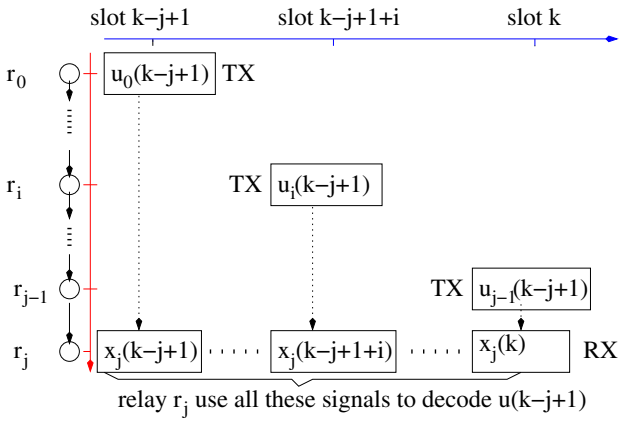 slot k−j+1 slot k−j+1+i slot k
r0 u0(k−j+1) TX
ri TX ui(k−j+1)
rj−1 TX uj−1(k−j+1)
rj xj(k−j+1) xj(k−j+1+i) xj(k) RX
relay rj use all these signals to decode u(k−j+1)